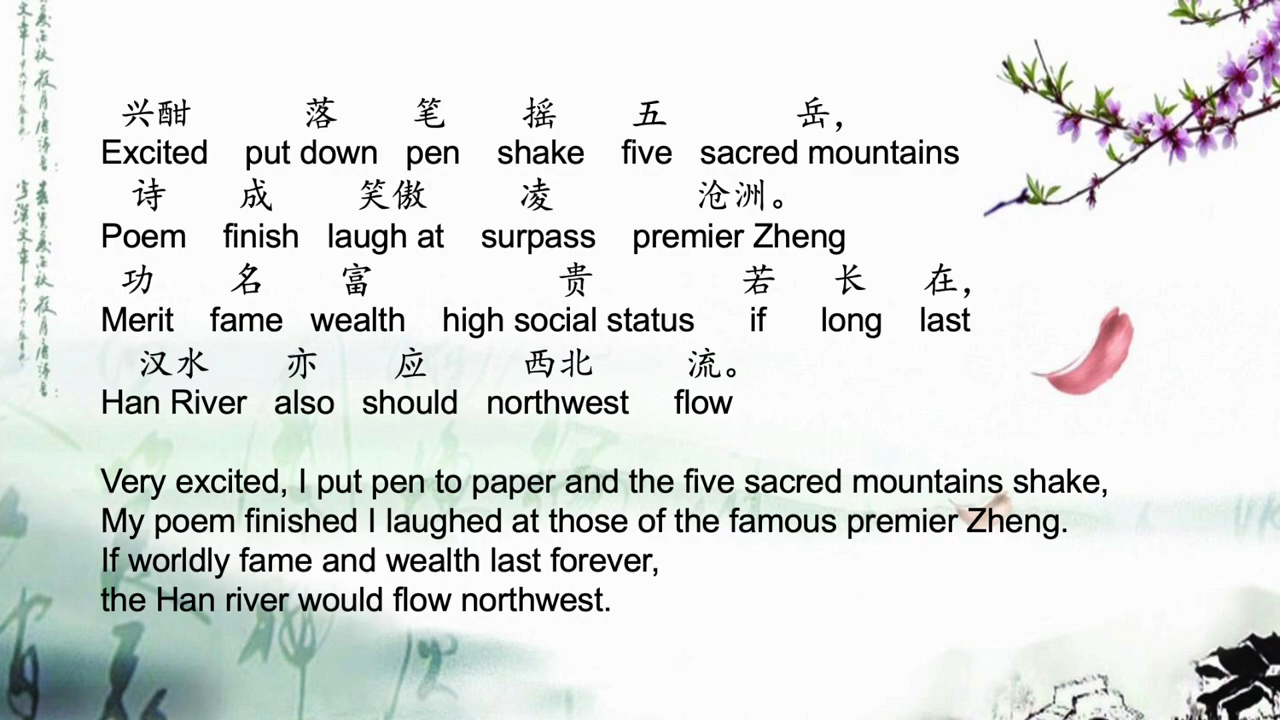 兴酣 落 笔 摇 五 岳，
Excited put down pen shake five sacred mountains
诗 成 笑傲 凌 沧洲。
Poem finish laugh at surpass premier Zheng
功 名 富 贵 若 长 在，
Merit fame wealth high social status if long last
汉水 亦 应 西北 流。
Han River also should northwest flow
Very excited, I put pen to paper and the five sacred mountains shake,
My poem finished I laughed at those of the famous premier Zheng.
If worldly fame and wealth last forever,
the Han river would flow northwest.